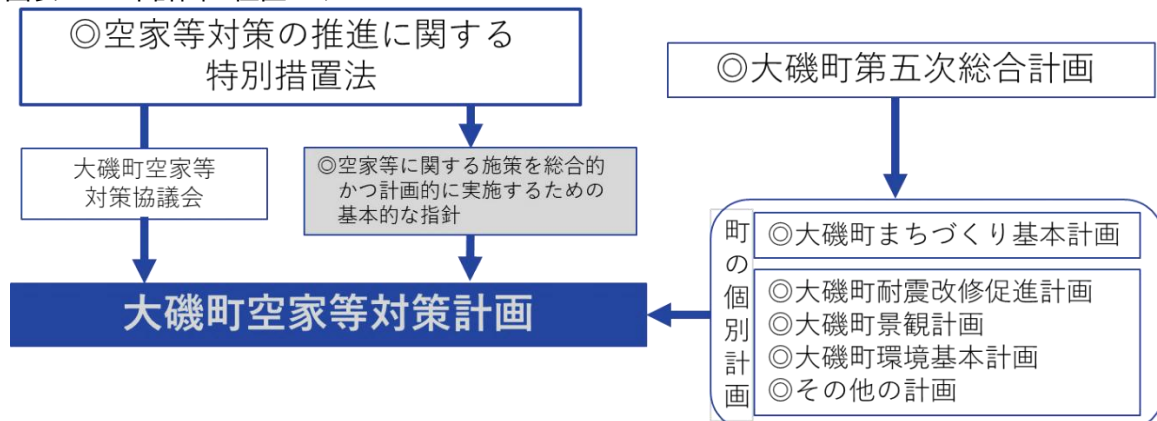 ◎空家等対策の推進に関する
特別措置法
大磯町空家等
対策協議会
◎空家等に関する施策を総合的
かつ計画的に実施するための
基本的な指針
大磯町空家等対策計画
◎大磯町第五次総合計画
町の個別計画
◎大磯町まちづくり基本計画
◎大磯町耐震改修促進計画
◎大磯町景観計画
◎大磯町環境基本計画
◎その他の計画